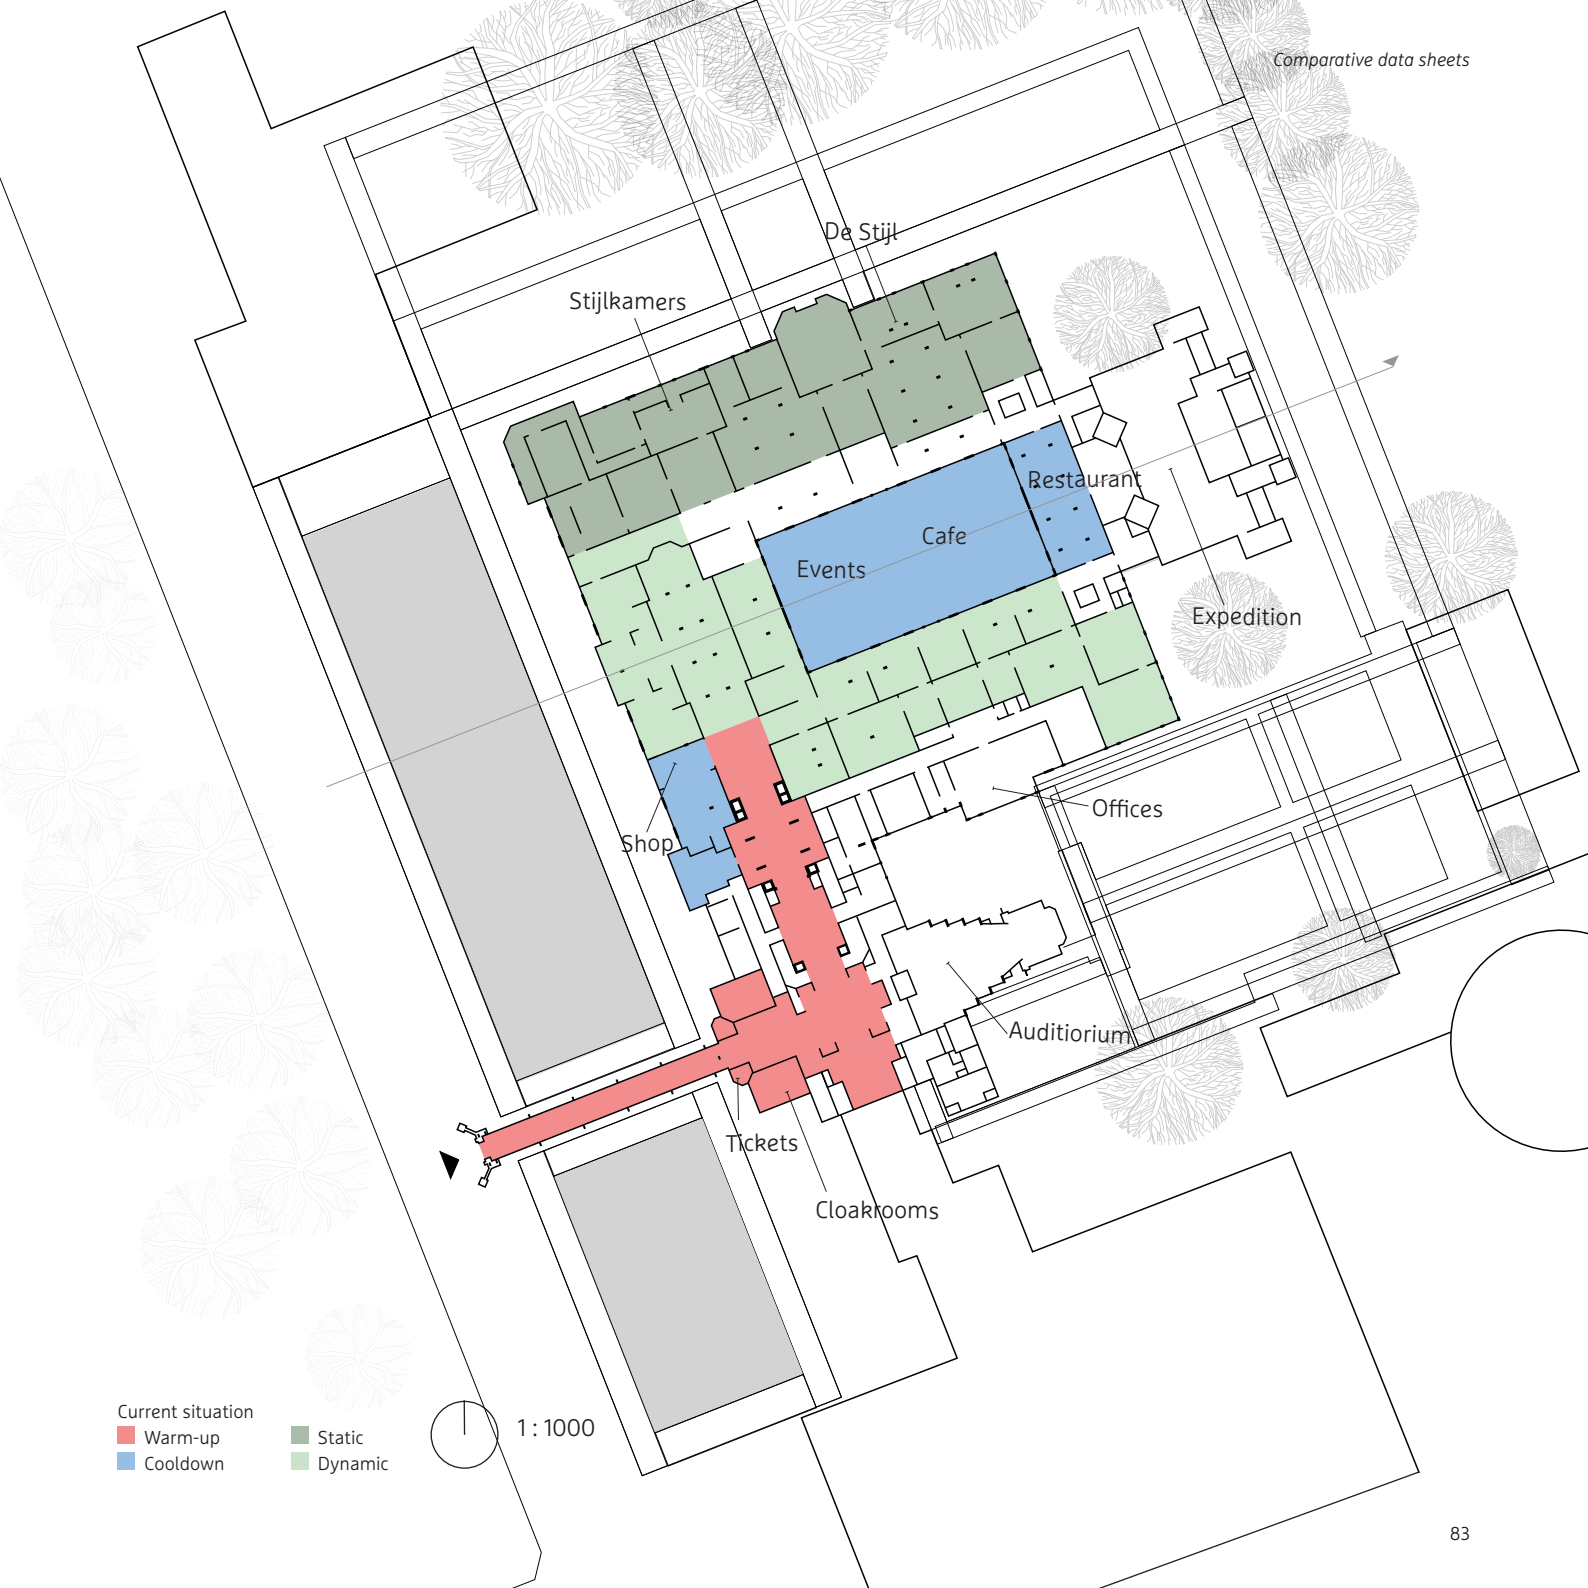 Comparative data sheets
De Stijl
Stijlkamers
Restaurant
Cafe
Events
Expedition
Offices
Shop
Auditiorium
Tickets
Cloakrooms
Current situation
Warm-up
Static
Cooldown
Dynamic
1 : 1000
83